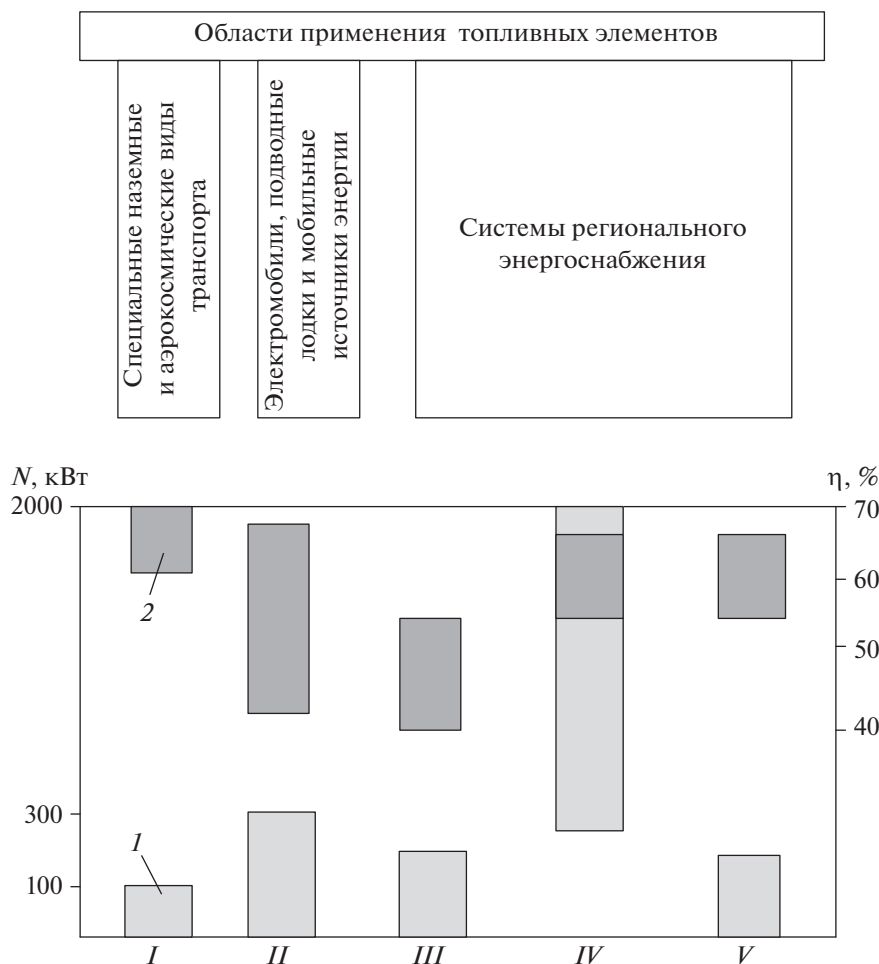 Области применения топливных элементов
Специальные наземные
и аэрокосмические виды
транспорта
Электромобили, подводные
лодки и мобильные
источники энергии
Системы регионального
энергоснабжения
N, кВт
η, %
2000
70
60
2
50
40
300
1
100
I
II
III
IV
V